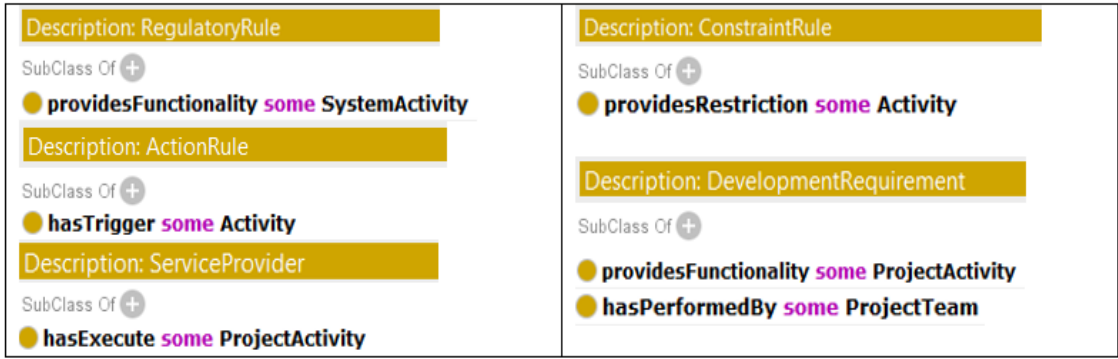 Description: RegulatoryRule
SubClass Of
providesFunctionality some SystemActivity
Description: ActionRule
SubClass Of
hasTrigger some Activity
Description: ServiceProvider
SubClass Of
hasExecute some ProjectActivity
Description: ConstraintRule
SubClass Of
providesRestriction some Activity
Description: DevelopmentRequirement
SubClass Of
providesFunctionality some ProjectActivity
hasPerformedBy some ProjectTeam